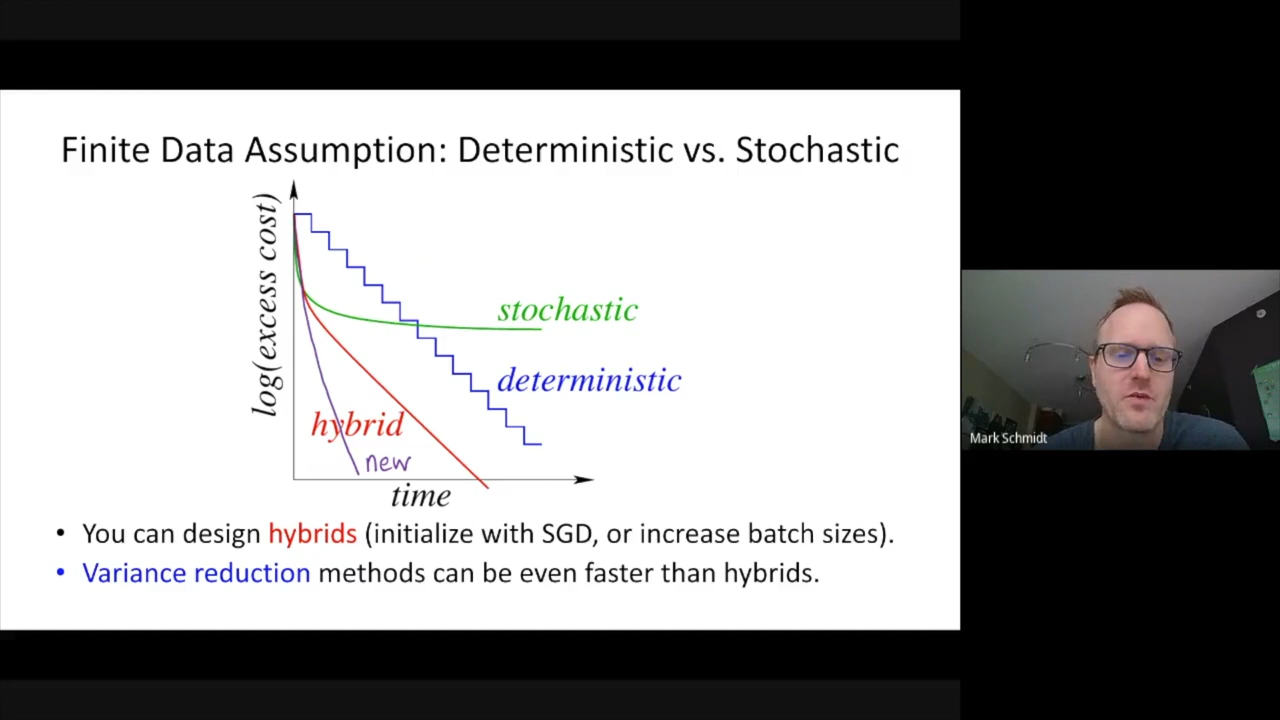 Finite Data Assumption: Deterministic vs. Stochastic
log(excess cost)
stochastic
deterministic
hybrid
new
time
• You can design hybrids (initialize with SGD, or increase batch sizes).
• Variance reduction methods can be even faster than hybrids.
Mark Schmidt